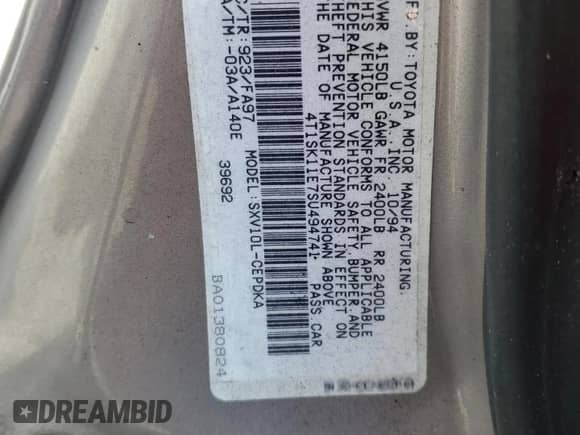 MFD. BY: TOYOTA MOTOR MANUFACTURING,
U S A, INC. 10/94
GVWR 4150LB GAWR FR 2400LB RR 2400LB
THIS VEHICLE CONFORMS TO ALL APPLICABLE
FEDERAL MOTOR VEHICLE SAFETY, BUMPER, AND
THEFT PREVENTION STANDARDS IN EFFECT ON
THE DATE OF MANUFACTURE SHOWN ABOVE
4T1SK11E7SU494741 PASS.CAR
C/TR: 923/FA97 MODEL: SXV10L-CEPDKA
A/TM: -03A/A140E
39692
BA01380824
DREAMBID